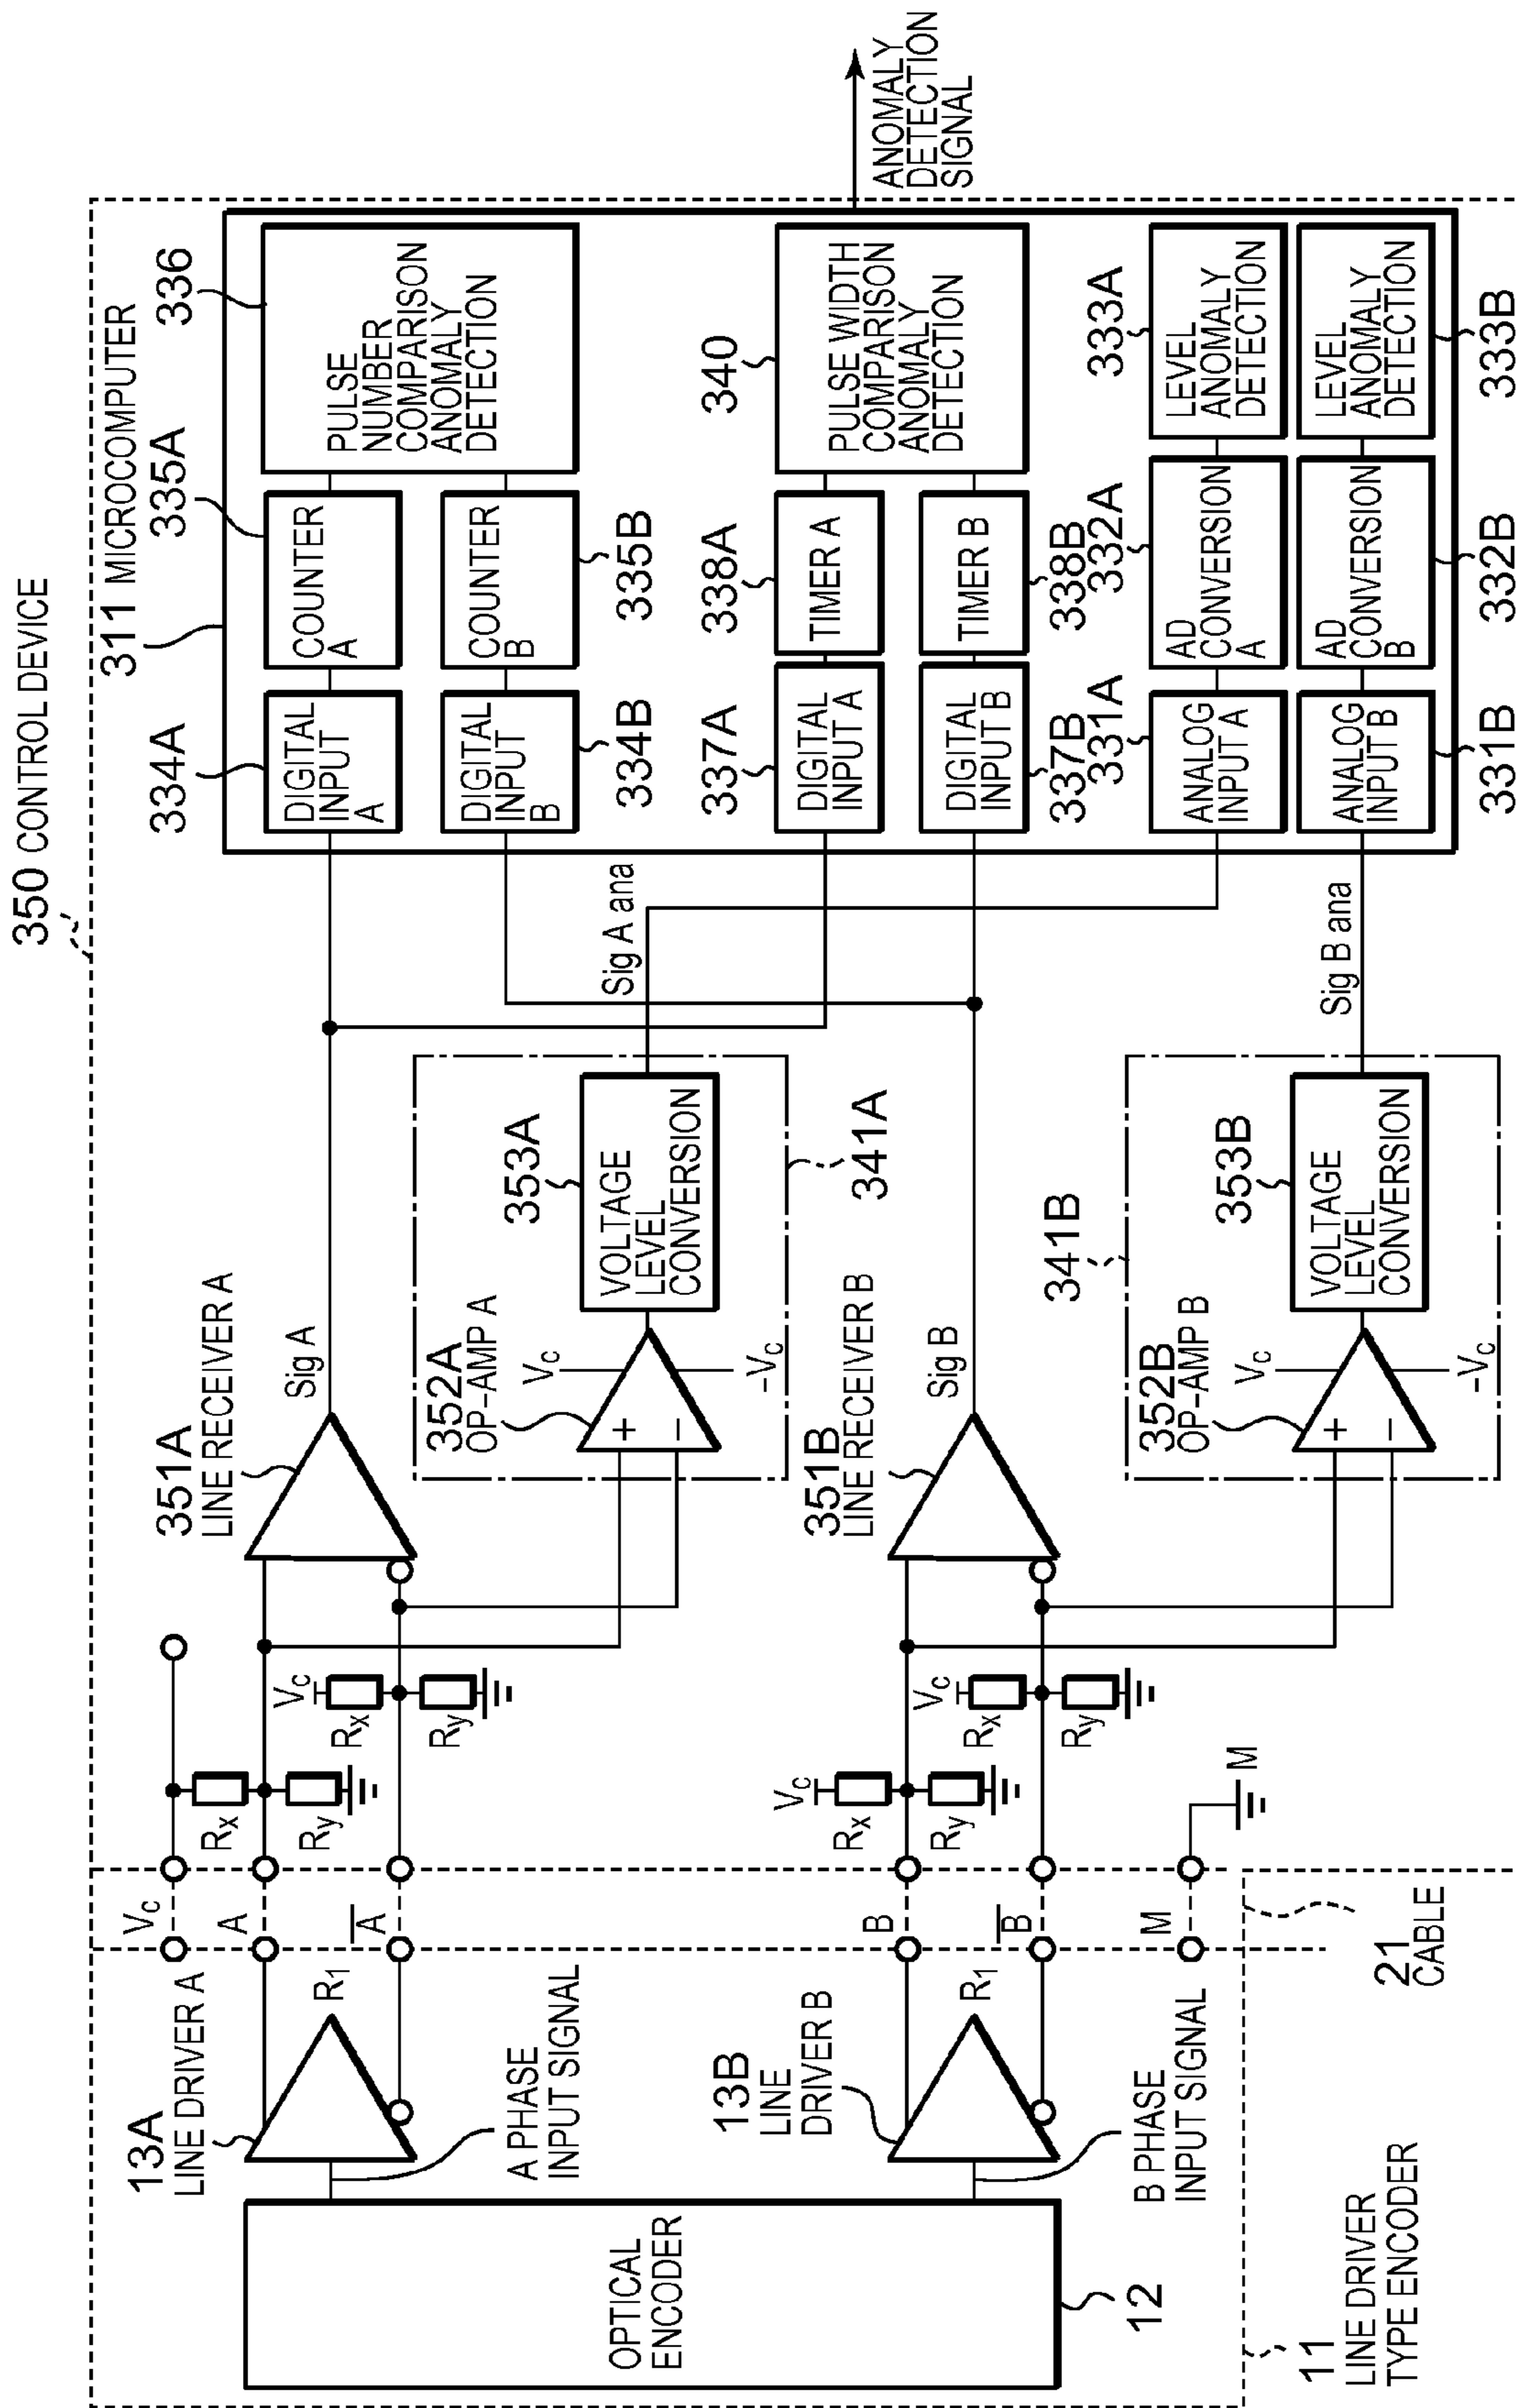 350 CONTROL DEVICE
311 MICROCOMPUTER
334A
DIGITAL
INPUT
A
335A
COUNTER
A
336
PULSE
NUMBER
COMPARISON
ANOMALY
DETECTION
334B
DIGITAL
INPUT
B
335B
COUNTER
B
337A
DIGITAL
INPUT A
338A
TIMER A
340
PULSE WIDTH
COMPARISON
ANOMALY
DETECTION
337B
DIGITAL
INPUT B
338B
TIMER B
331A
ANALOG
INPUT A
332A
AD
CONVERSION
A
333A
LEVEL
ANOMALY
DETECTION
331B
ANALOG
INPUT B
332B
AD
CONVERSION
B
333B
LEVEL
ANOMALY
DETECTION
ANOMALY
DETECTION
SIGNAL
Sig A ana
Sig B ana
351A
LINE RECEIVER A
Sig A
352A
OP-AMP A
Vc
-Vc
+
−
353A
VOLTAGE
LEVEL
CONVERSION
341A
351B
LINE RECEIVER B
Sig B
341B
352B
OP-AMP B
Vc
-Vc
+
−
353B
VOLTAGE
LEVEL
CONVERSION
Rx
Ry
Vc
Rx
Ry
Vc
Rx
Ry
Vc
Rx
Ry
M
Vc
A
A̅
B
B̅
M
21
CABLE
13A
LINE DRIVER A
R1
A PHASE
INPUT SIGNAL
13B
LINE
DRIVER B
R1
B PHASE
INPUT SIGNAL
OPTICAL
ENCODER
12
11
LINE DRIVER
TYPE ENCODER